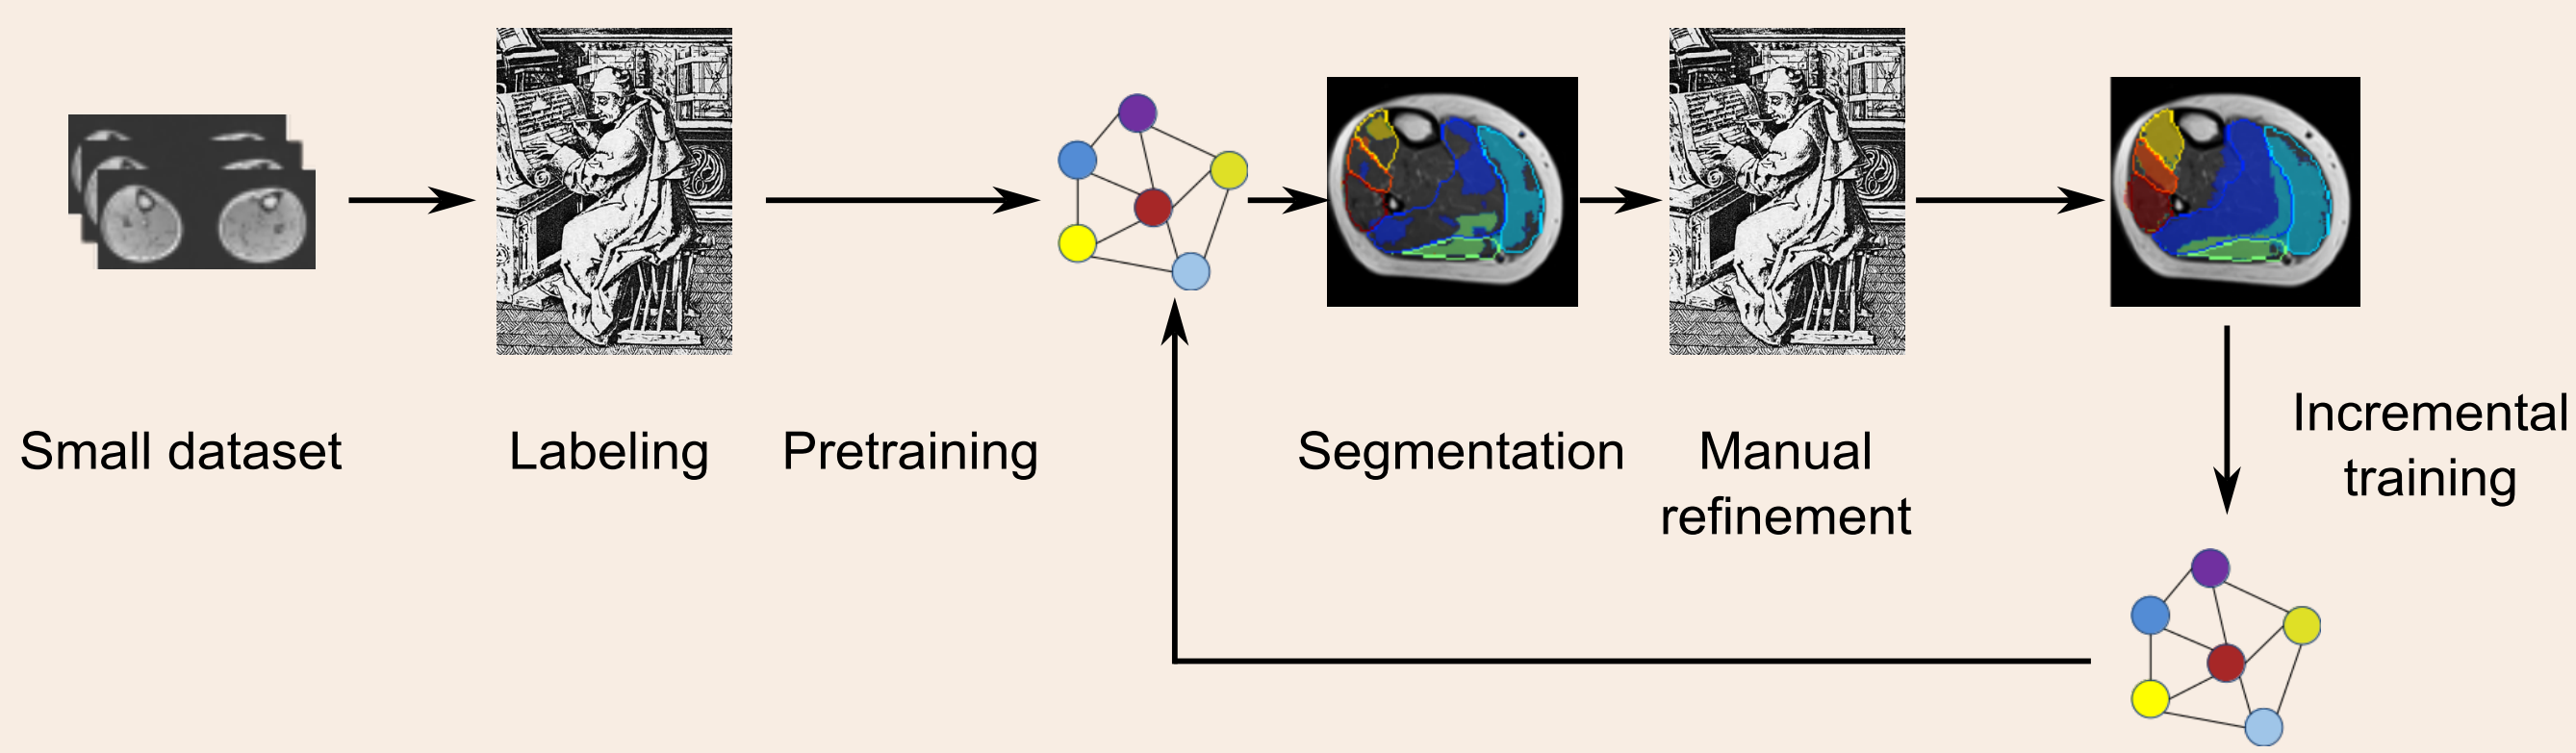 Small dataset
Labeling
Pretraining
Segmentation
Manual
refinement
Incremental
training